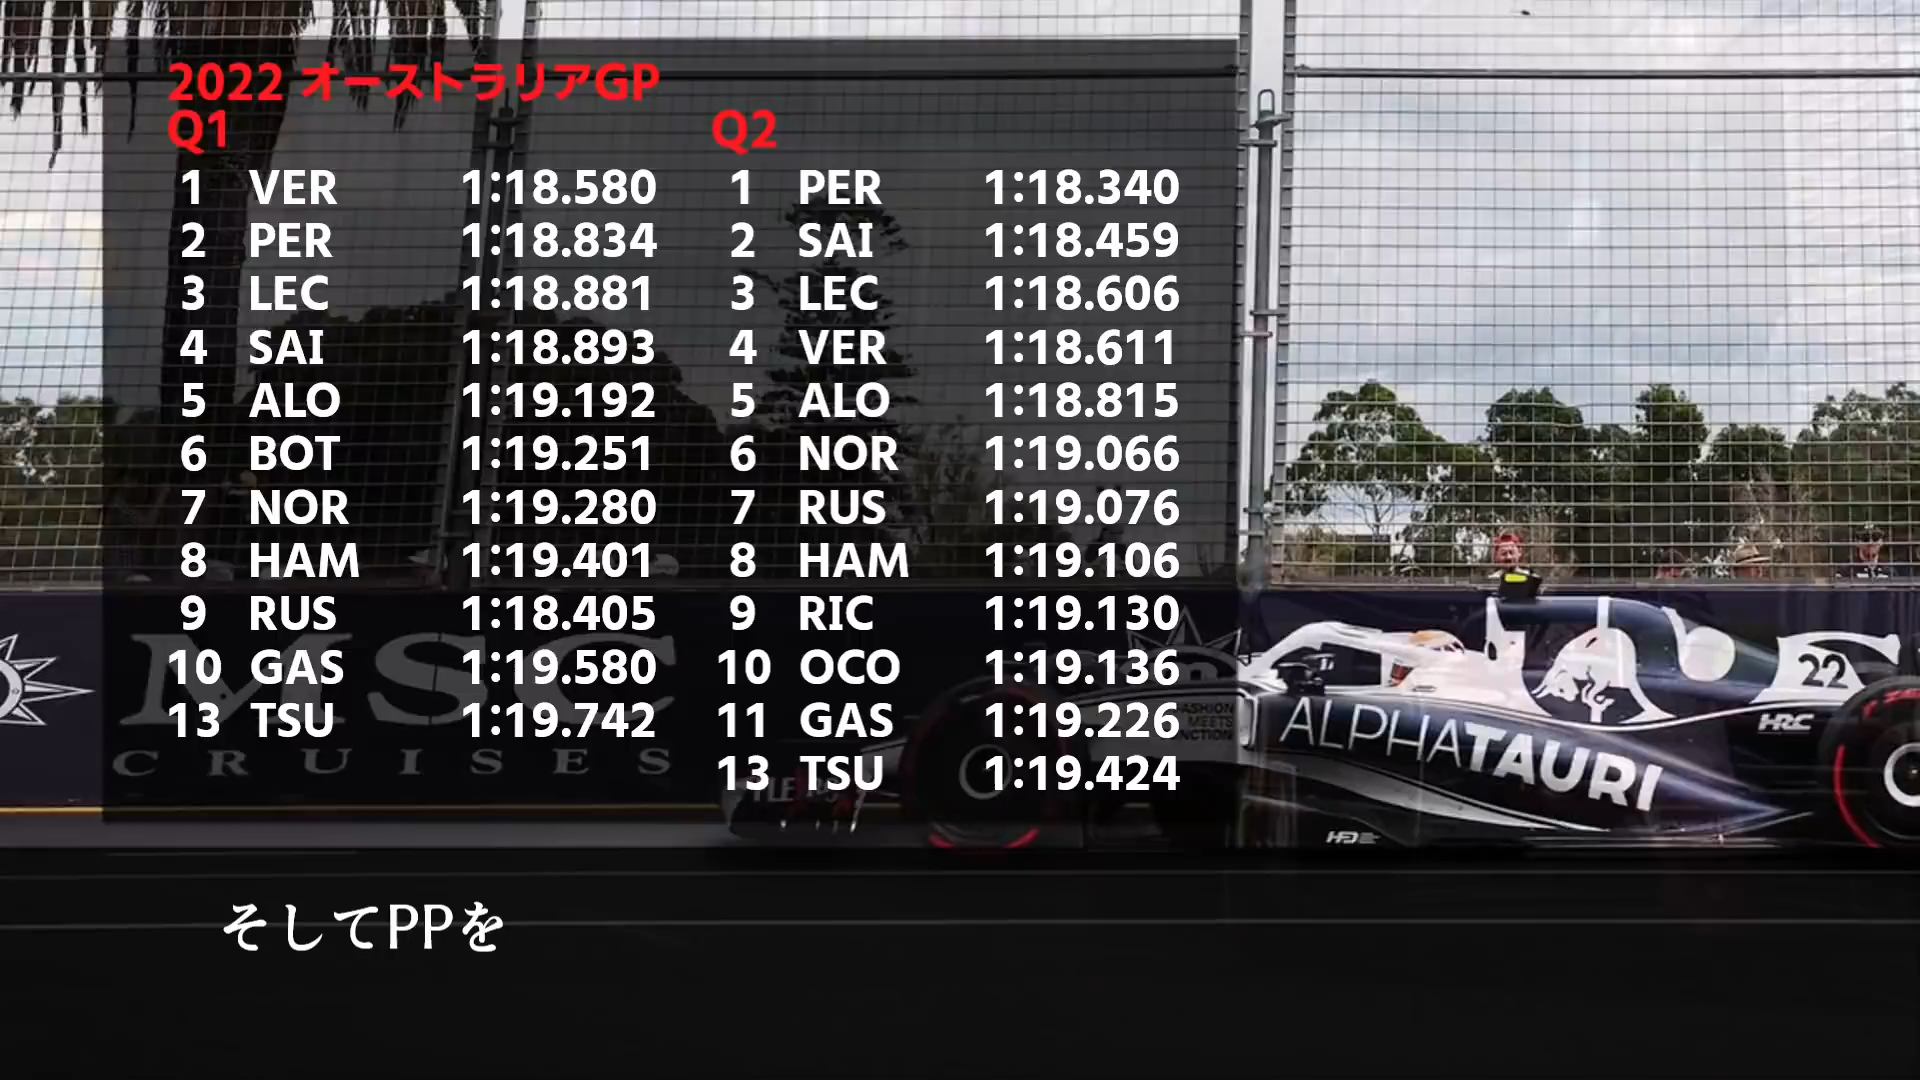 2022 オーストラリアGP
Q1
1 VER 1:18.580
2 PER 1:18.834
3 LEC 1:18.881
4 SAI 1:18.893
5 ALO 1:19.192
6 BOT 1:19.251
7 NOR 1:19.280
8 HAM 1:19.401
9 RUS 1:18.405
10 GAS 1:19.580
13 TSU 1:19.742
Q2
1 PER 1:18.340
2 SAI 1:18.459
3 LEC 1:18.606
4 VER 1:18.611
5 ALO 1:18.815
6 NOR 1:19.066
7 RUS 1:19.076
8 HAM 1:19.106
9 RIC 1:19.130
10 OCO 1:19.136
11 GAS 1:19.226
13 TSU 1:19.424
MSC
CRUISES
FASHION
MEETS
22
HRC
ALPHATAURI
そしてPPを